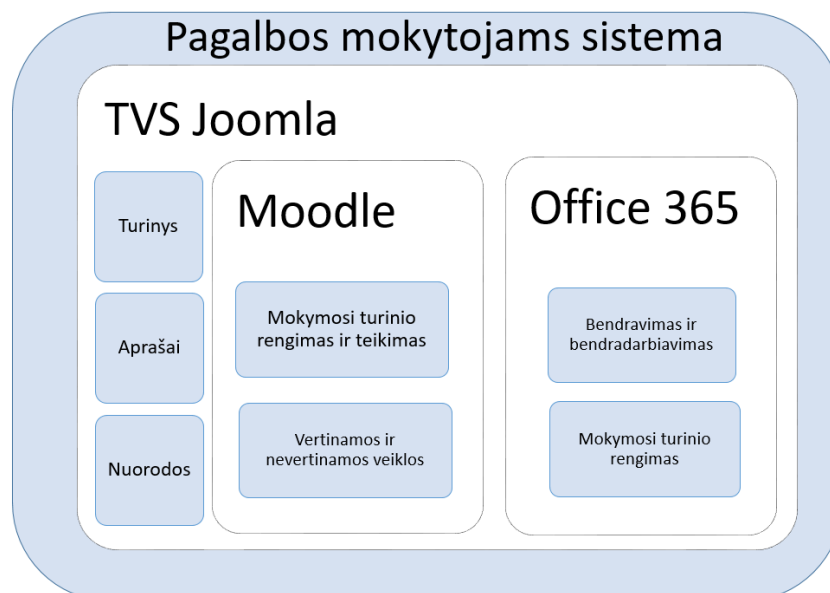 Pagalbos mokytojams sistema
TVS Joomla
Turinys
Aprašai
Nuorodos
Moodle
Mokymosi turinio
rengimas ir teikimas
Vertinamos ir
nevertinamos veiklos
Office 365
Bendravimas ir
bendradarbiavimas
Mokymosi turinio
rengimas